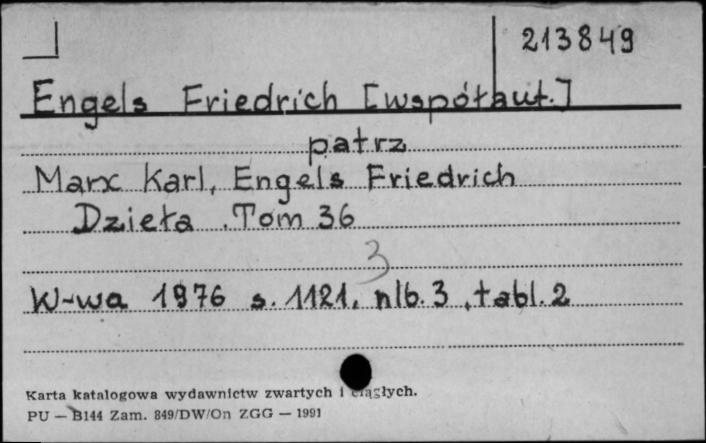 213849
Engels Friedrich [współaut.]
patrz
Marx Karl, Engels Friedrich
Dzieła . Tom 36
3
W-wa 1976 s. 1121, nlb. 3, tabl. 2
Karta katalogowa wydawnictw zwartych i ciągłych.
PU — B144 Zam. 849/DW/On ZGG — 1991